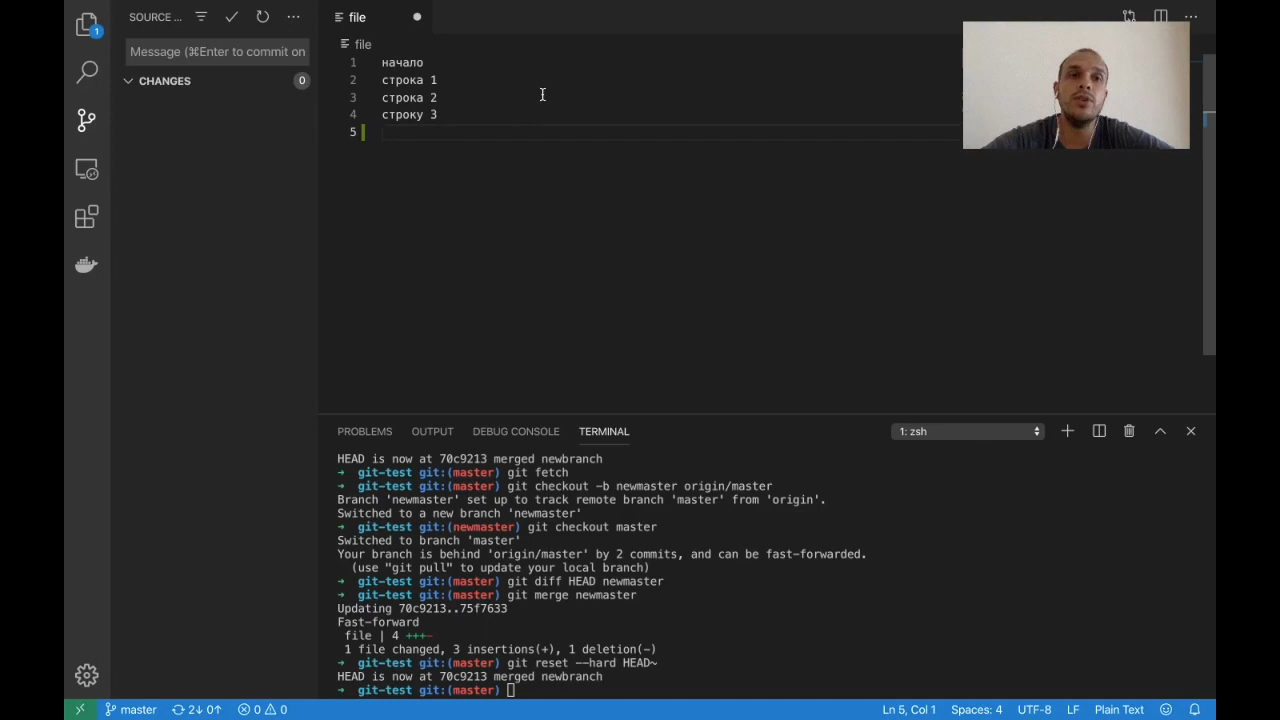 1
SOURCE ...
Message (⌘Enter to commit on
CHANGES
0
file
file
1 начало
2 строка 1
3 строка 2
4 строку 3
5
PROBLEMS OUTPUT DEBUG CONSOLE TERMINAL
1: zsh
HEAD is now at 70c9213 merged newbranch
➜ git-test git:(master) git fetch
➜ git-test git:(master) git checkout -b newmaster origin/master
Branch 'newmaster' set up to track remote branch 'master' from 'origin'.
Switched to a new branch 'newmaster'
➜ git-test git:(newmaster) git checkout master
Switched to branch 'master'
Your branch is behind 'origin/master' by 2 commits, and can be fast-forwarded.
(use "git pull" to update your local branch)
➜ git-test git:(master) git diff HEAD newmaster
➜ git-test git:(master) git merge newmaster
Updating 70c9213..75f7633
Fast-forward
file | 4 +++-
1 file changed, 3 insertions(+), 1 deletion(-)
➜ git-test git:(master) git reset --hard HEAD~
HEAD is now at 70c9213 merged newbranch
➜ git-test git:(master)
master 2↓ 0↑ 0 0 Ln 5, Col 1 Spaces: 4 UTF-8 LF Plain Text